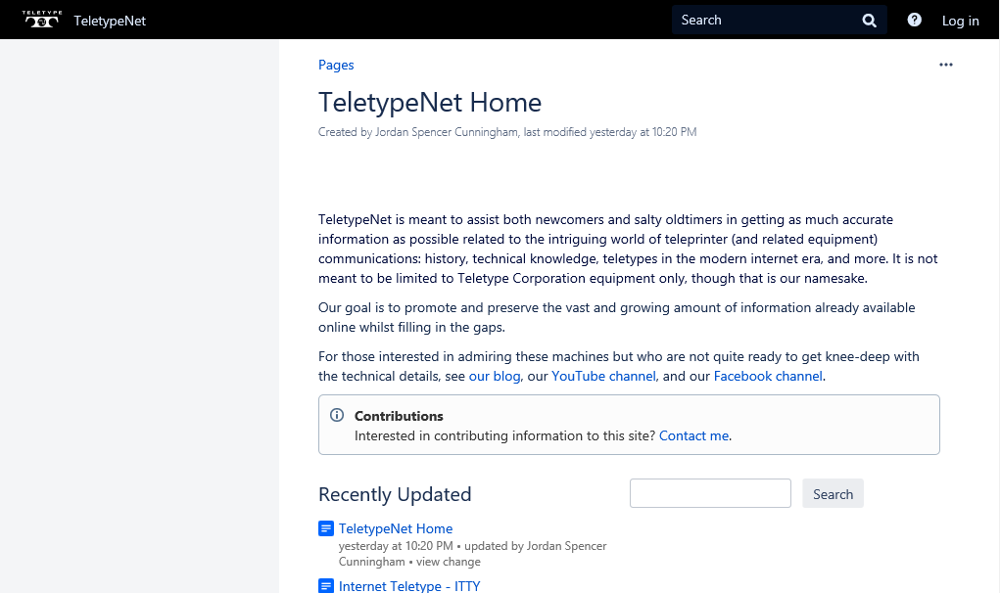 TELETYPE
TeletypeNet
Search
Log in
Pages
TeletypeNet Home
Created by Jordan Spencer Cunningham, last modified yesterday at 10:20 PM
TeletypeNet is meant to assist both newcomers and salty oldtimers in getting as much accurate
information as possible related to the intriguing world of teleprinter (and related equipment)
communications: history, technical knowledge, teletypes in the modern internet era, and more. It is not
meant to be limited to Teletype Corporation equipment only, though that is our namesake.
Our goal is to promote and preserve the vast and growing amount of information already available
online whilst filling in the gaps.
For those interested in admiring these machines but who are not quite ready to get knee-deep with
the technical details, see our blog, our YouTube channel, and our Facebook channel.
Contributions
Interested in contributing information to this site? Contact me.
Recently Updated
Search
TeletypeNet Home
yesterday at 10:20 PM • updated by Jordan Spencer
Cunningham • view change
Internet Teletype - ITTY